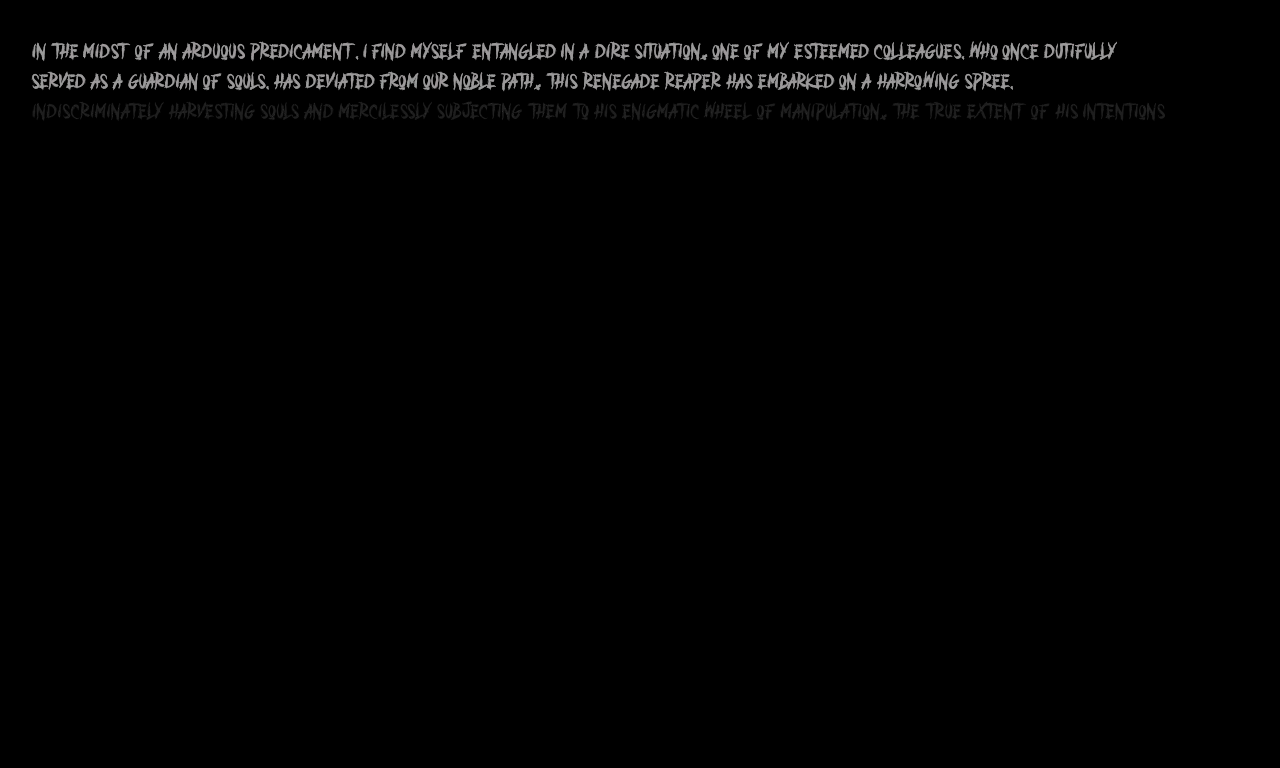 IN THE MIDST OF AN ARDUOUS PREDICAMENT, I FIND MYSELF ENTANGLED IN A DIRE SITUATION. ONE OF MY ESTEEMED COLLEAGUES, WHO ONCE DUTIFULLY
SERVED AS A GUARDIAN OF SOULS, HAS DEVIATED FROM OUR NOBLE PATH. THIS RENEGADE REAPER HAS EMBARKED ON A HARROWING SPREE,
INDISCRIMINATELY HARVESTING SOULS AND MERCILESSLY SUBJECTING THEM TO HIS ENIGMATIC WHEEL OF MANIPULATION. THE TRUE EXTENT OF HIS INTENTIONS